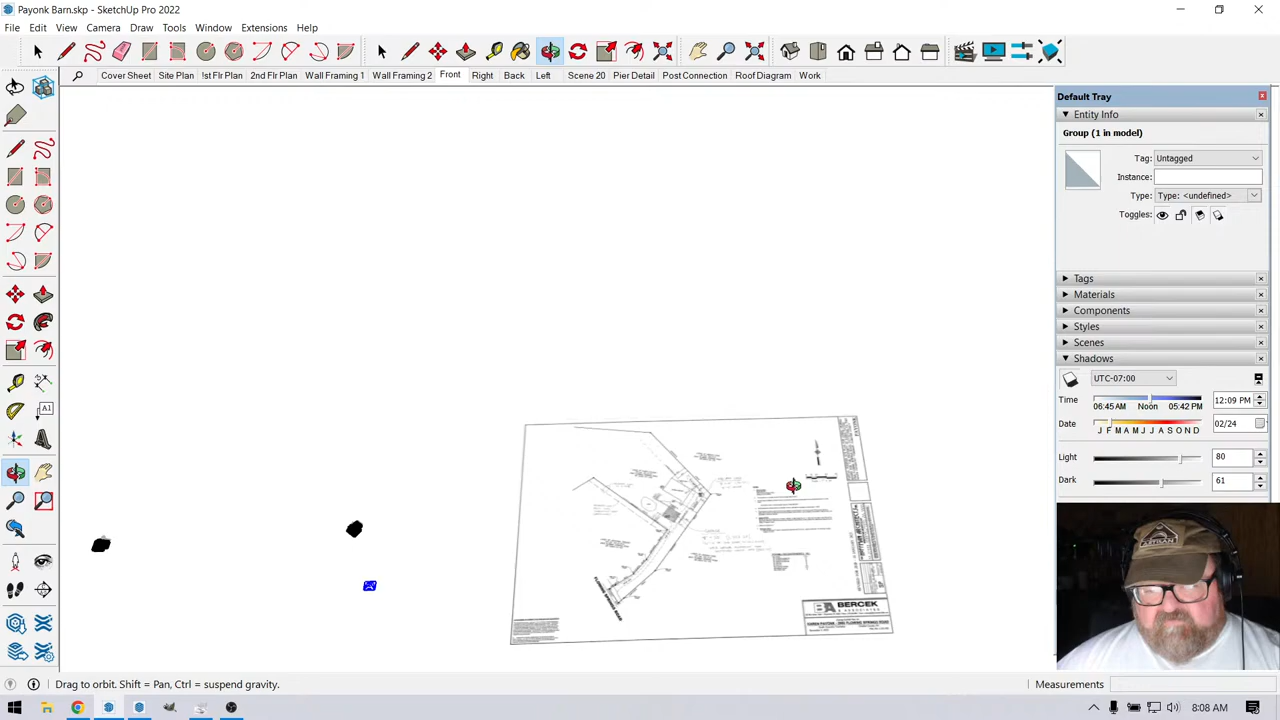 Payonk Barn.skp - SketchUp Pro 2022
File Edit View Camera Draw Tools Window Extensions Help
Cover Sheet Site Plan !st Flr Plan 2nd Flr Plan Wall Framing 1 Wall Framing 2 Front Right Back Left Scene 20 Pier Detail Post Connection Roof Diagram Work
Default Tray
Entity Info
Group (1 in model)
Tag: Untagged
Instance:
Type: Type: <undefined>
Toggles:
Tags
Materials
Components
Styles
Scenes
Shadows
UTC-07:00
Time 06:45 AM Noon 05:42 PM 12:09 PM
Date J F M A M J J A S O N D 02/24
Light 80
Dark 61
A1
BA BERCEK
& ASSOCIATES
Drag to orbit. Shift = Pan, Ctrl = suspend gravity.
Measurements
8:08 AM